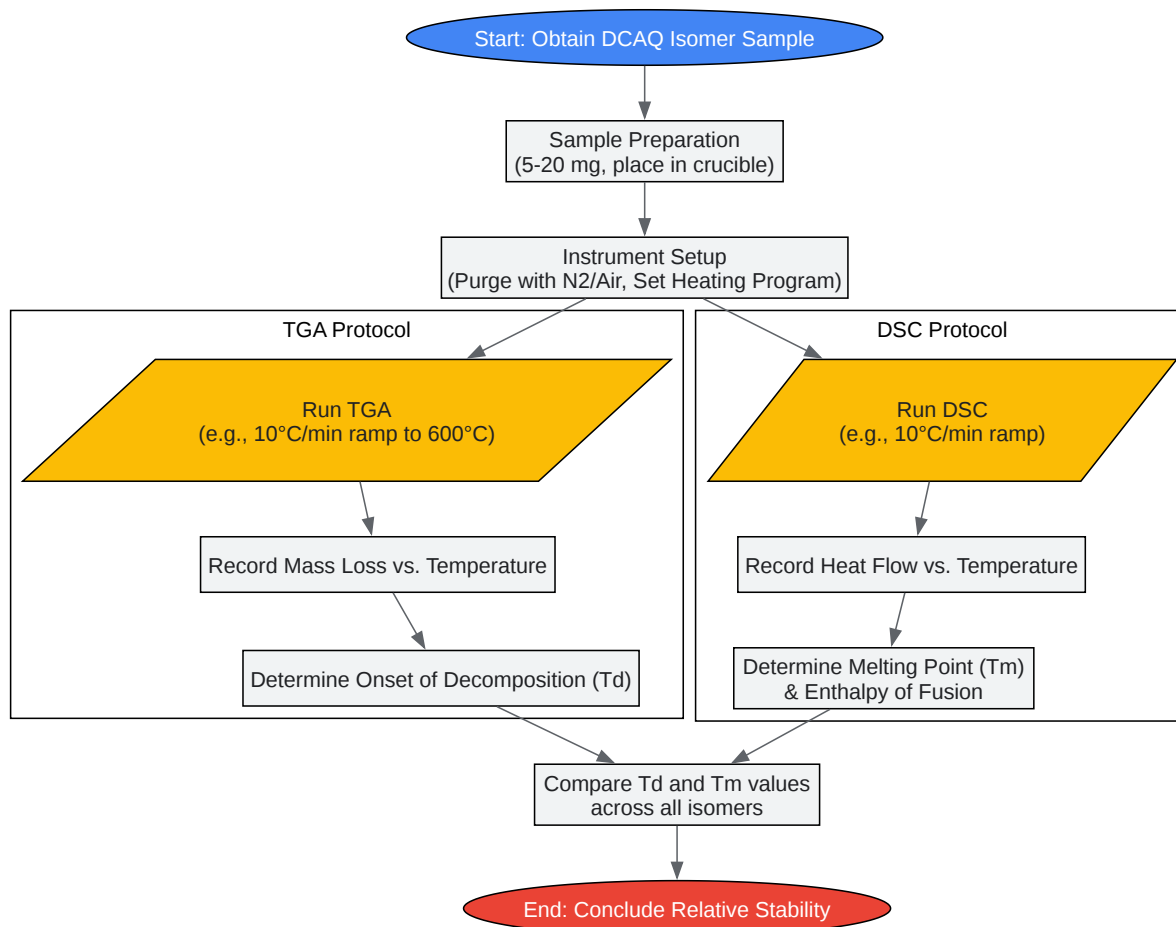 Start: Obtain DCAQ Isomer Sample
Sample Preparation
(5-20 mg, place in crucible)
Instrument Setup
(Purge with N2/Air, Set Heating Program)
TGA Protocol
DSC Protocol
Run TGA
(e.g., 10°C/min ramp to 600°C)
Run DSC
(e.g., 10°C/min ramp)
Record Mass Loss vs. Temperature
Record Heat Flow vs. Temperature
Determine Onset of Decomposition (Td)
Determine Melting Point (Tm)
& Enthalpy of Fusion
Compare Td and Tm values
across all isomers
End: Conclude Relative Stability